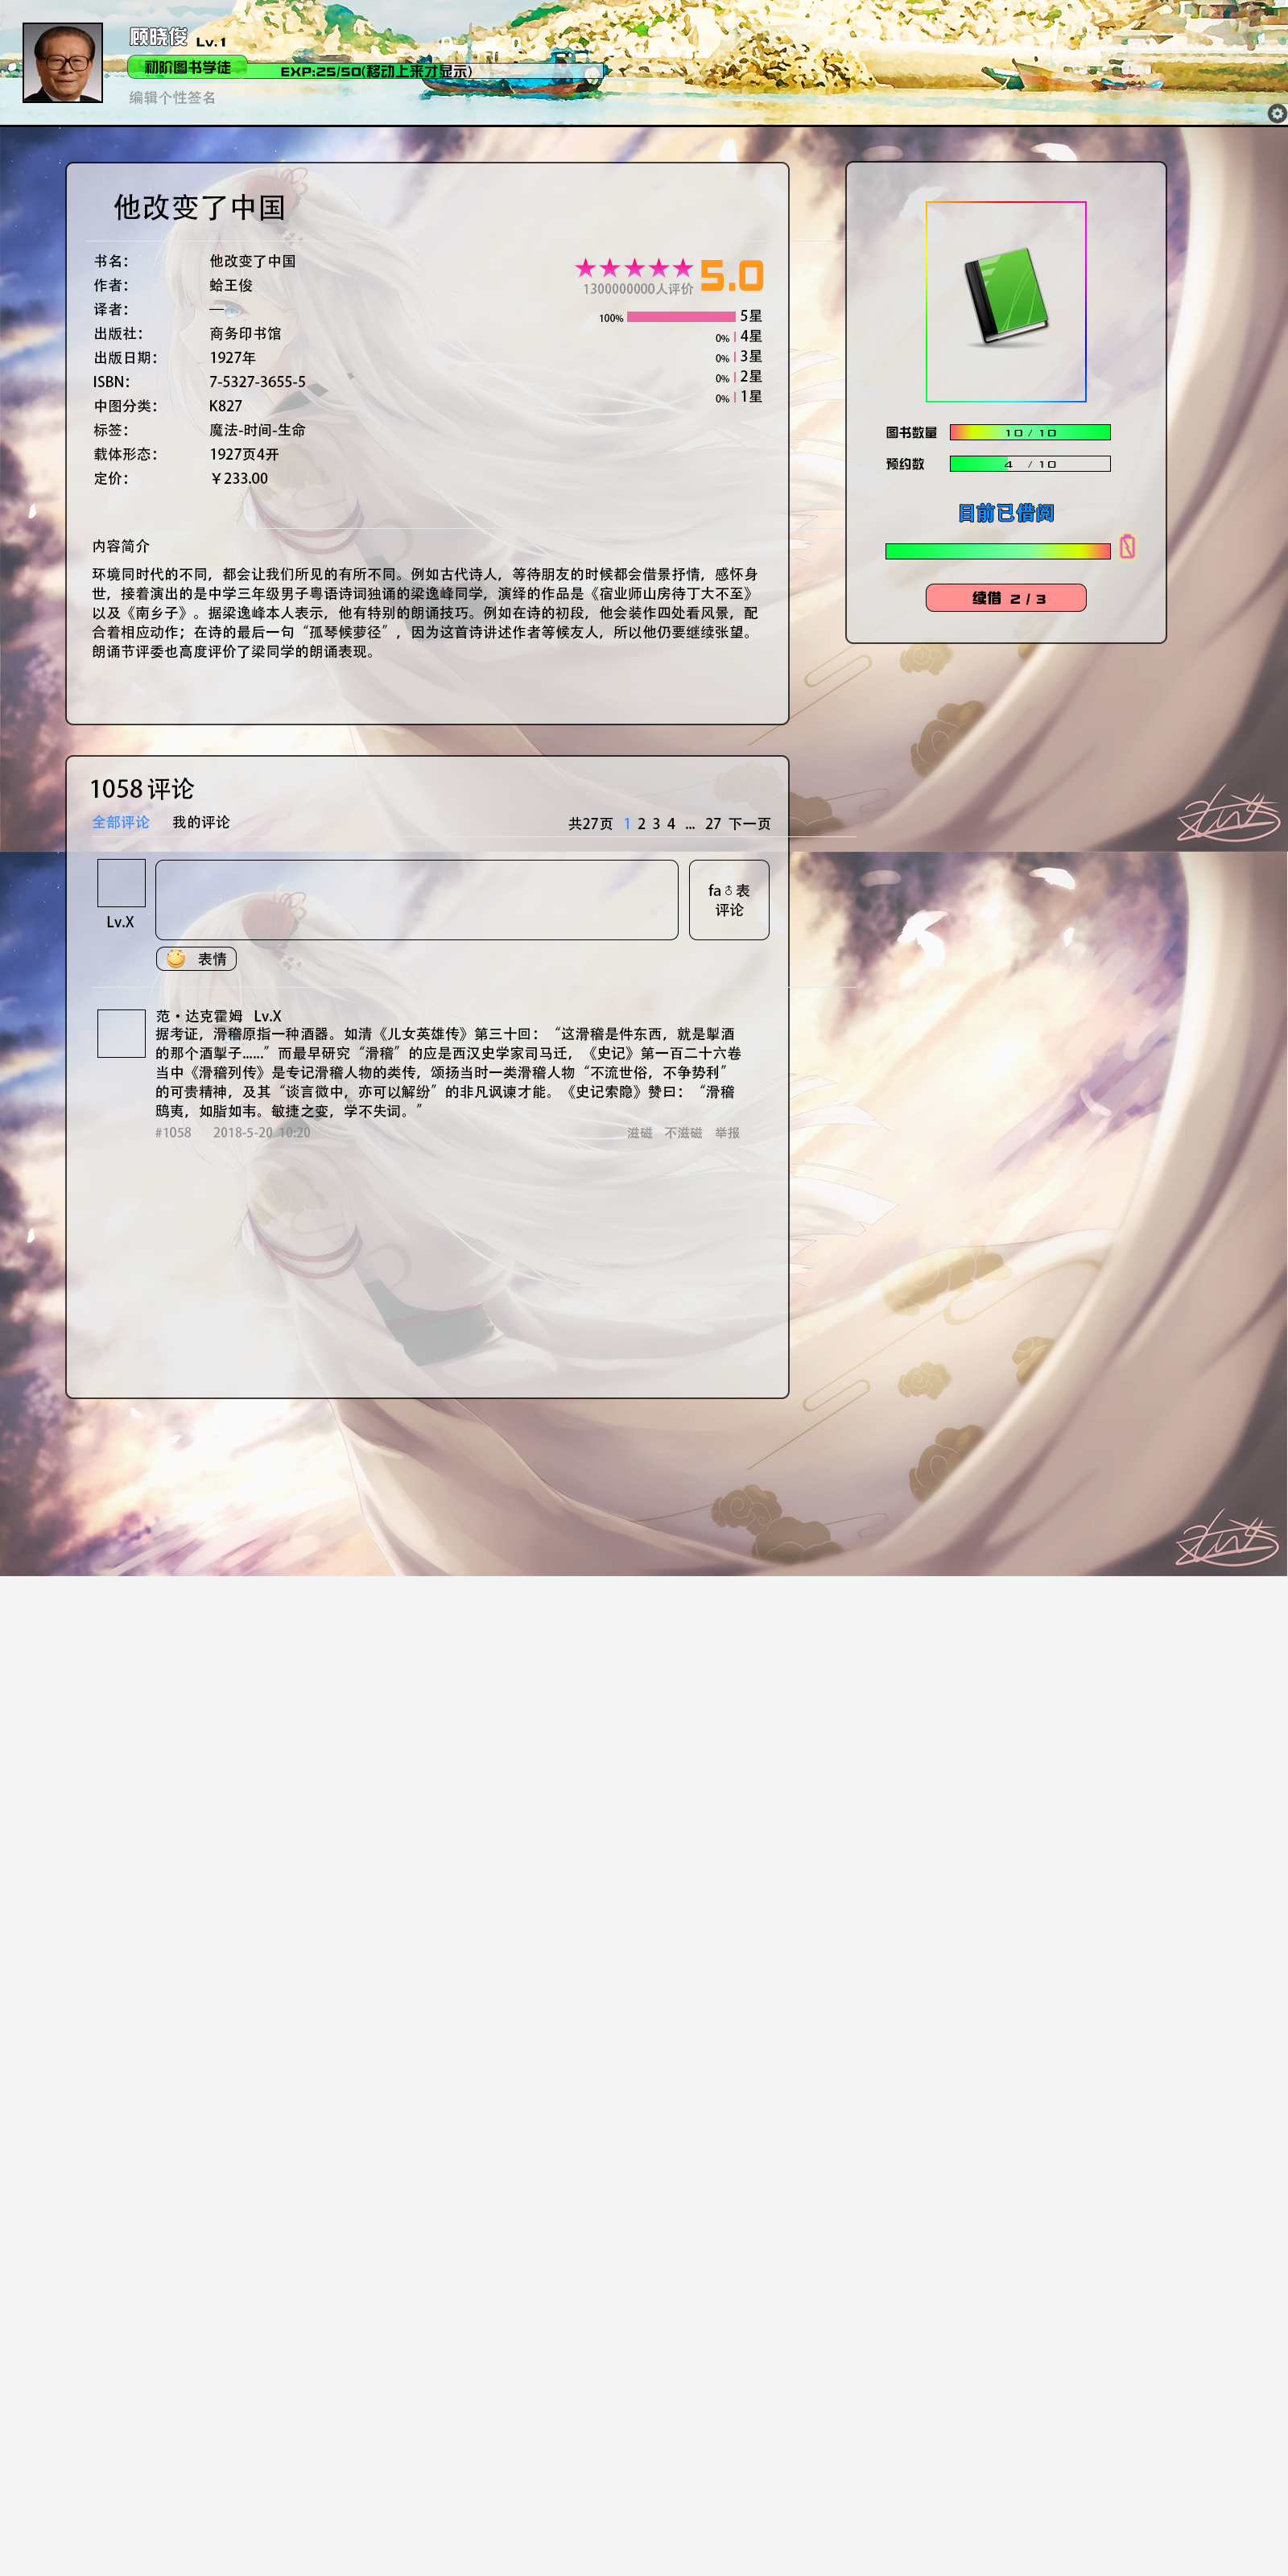 顾晓俊 Lv.1
初阶图书学徒 EXP:25/50(移动上来才显示)
编辑个性签名
他改变了中国
书名: 他改变了中国
作者: 蛤王俊
译者: —
出版社: 商务印书馆
出版日期: 1927年
ISBN: 7-5327-3655-5
中图分类: K827
标签: 魔法-时间-生命
载体形态: 1927页4开
定价: ￥233.00
★★★★★ 5.0
1300000000人评价
100% 5星
0% 4星
0% 3星
0% 2星
0% 1星
内容简介
环境同时代的不同，都会让我们所见的有所不同。例如古代诗人，等待朋友的时候都会借景抒情，感怀身
世，接着演出的是中学三年级男子粤语诗词独诵的梁逸峰同学，演绎的作品是《宿业师山房待丁大不至》
以及《南乡子》。据梁逸峰本人表示，他有特别的朗诵技巧。例如在诗的初段，他会装作四处看风景，配
合着相应动作；在诗的最后一句“孤琴候萝径”，因为这首诗讲述作者等候友人，所以他仍要继续张望。
朗诵节评委也高度评价了梁同学的朗诵表现。
图书数量 10 / 10
预约数 4 / 10
目前已借阅
续借 2 / 3
1058 评论
全部评论 我的评论
共27页 1 2 3 4 ... 27 下一页
Lv.X
fa♂表
评论
表情
范·达克霍姆 Lv.X
据考证，滑稽原指一种酒器。如清《儿女英雄传》第三十回：“这滑稽是件东西，就是掣酒
的那个酒掣子......”而最早研究“滑稽”的应是西汉史学家司马迁，《史记》第一百二十六卷
当中《滑稽列传》是专记滑稽人物的类传，颂扬当时一类滑稽人物“不流世俗，不争势利”
的可贵精神，及其“谈言微中，亦可以解纷”的非凡讽谏才能。《史记索隐》赞曰：“滑稽
鸱夷，如脂如韦。敏捷之变，学不失词。”
#1058 2018-5-20 10:20
滋磁 不滋磁 举报